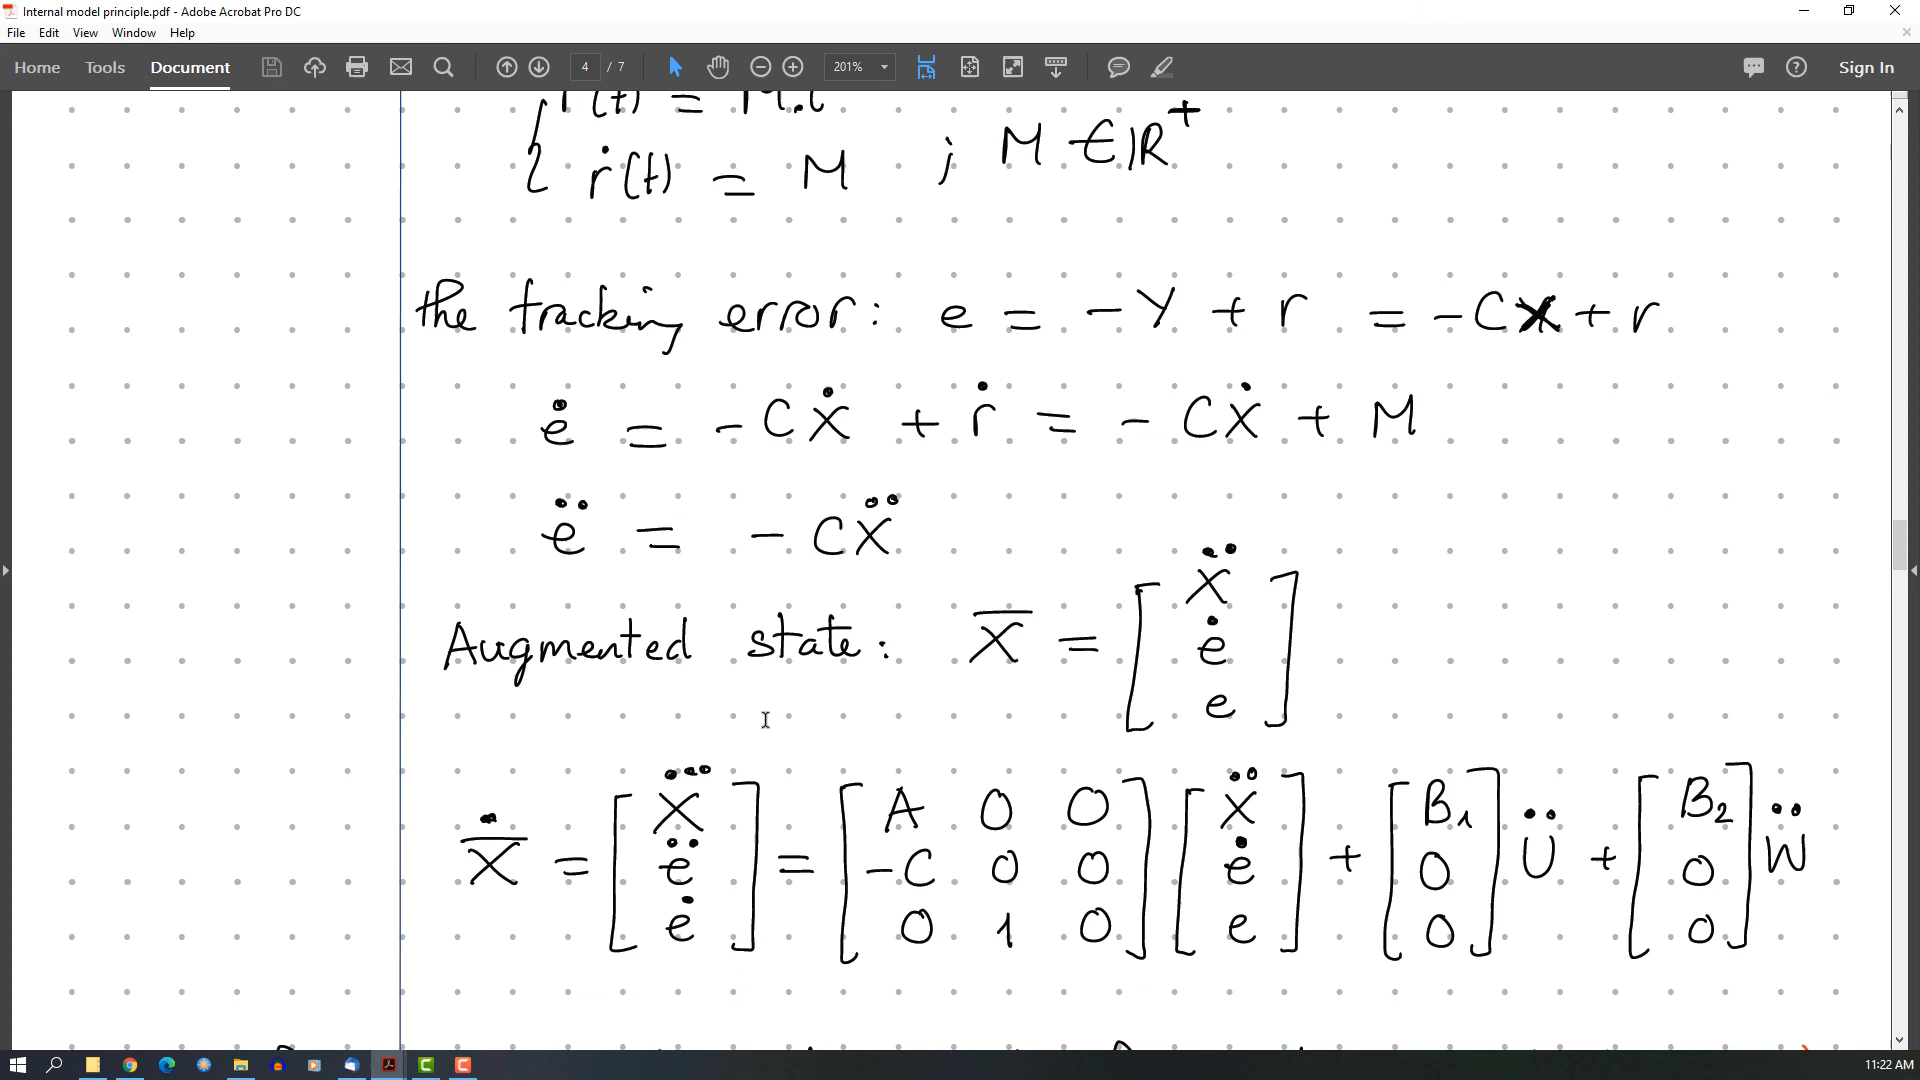 Internal model principle.pdf - Adobe Acrobat Pro DC
File Edit View Window Help
Home Tools Document 4 / 7 201% Sign In
r(t) = M.t
ṙ(t) = M ; M ∈ ℝ⁺
the tracking error: e = - Y + r = - CX + r
ė = - CẊ + ṙ = - CẊ + M
ë = - CẌ
Augmented state: X̄ = [Ẍ ; ė ; e]
X̄̇ = [X⃛ ; ë ; ė] = [A 0 0 ; -C 0 0 ; 0 1 0] [Ẍ ; ė ; e] + [B₁ ; 0 ; 0] Ü + [B₂ ; 0 ; 0] Ẅ
11:22 AM